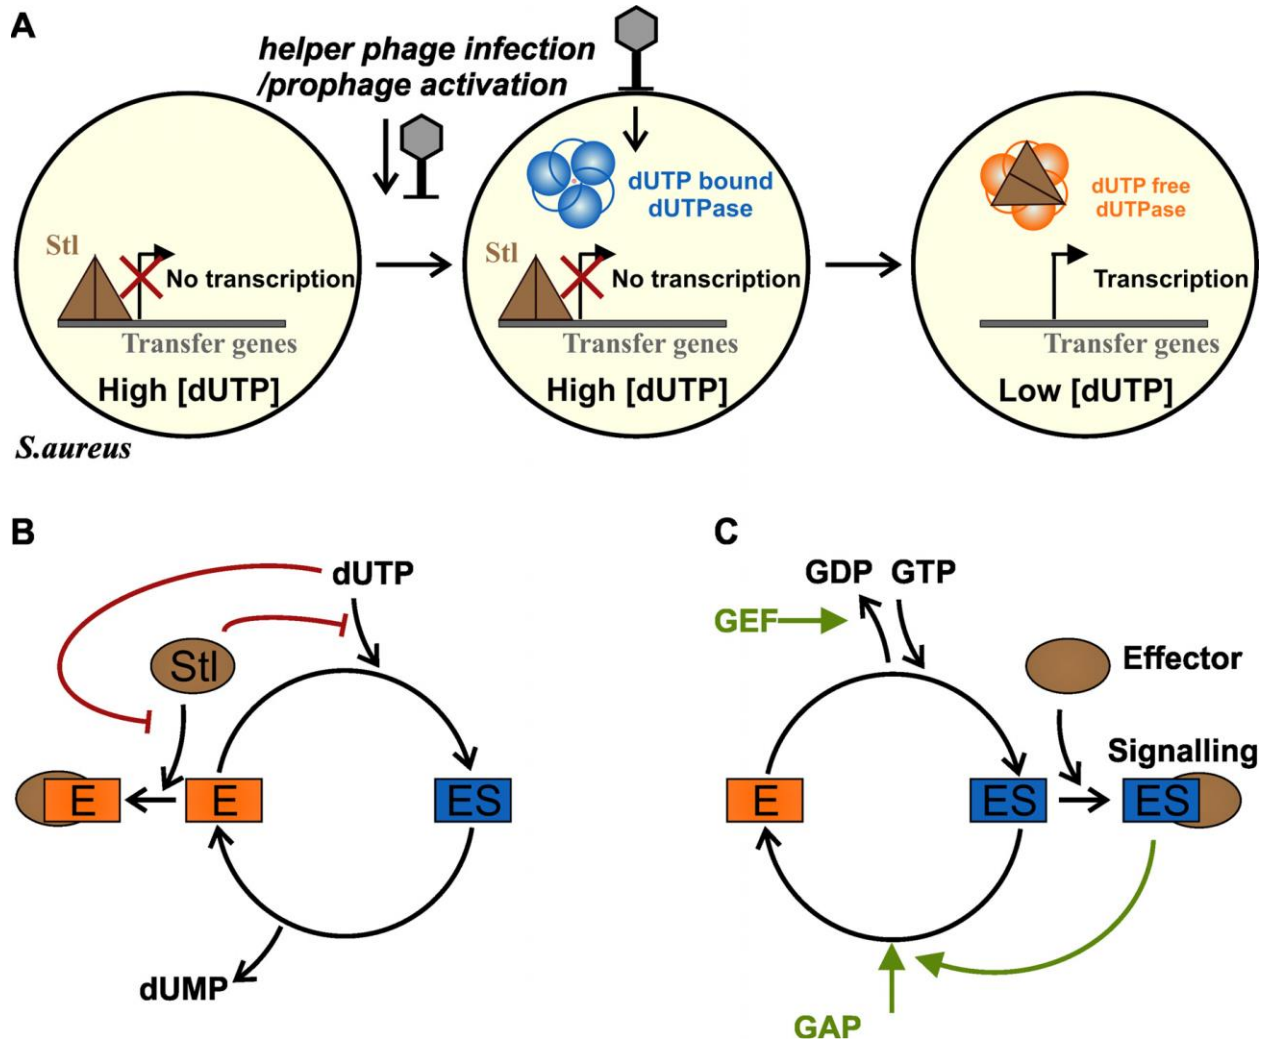 A
helper phage infection
/prophage activation
dUTP bound
dUTPase
dUTP free
dUTPase
Stl
No transcription
Transfer genes
High [dUTP]
Stl
No transcription
Transfer genes
High [dUTP]
Transcription
Transfer genes
Low [dUTP]
S.aureus
B
dUTP
Stl
E
E
ES
dUMP
C
GDP GTP
GEF
Effector
Signalling
E
ES
ES
GAP